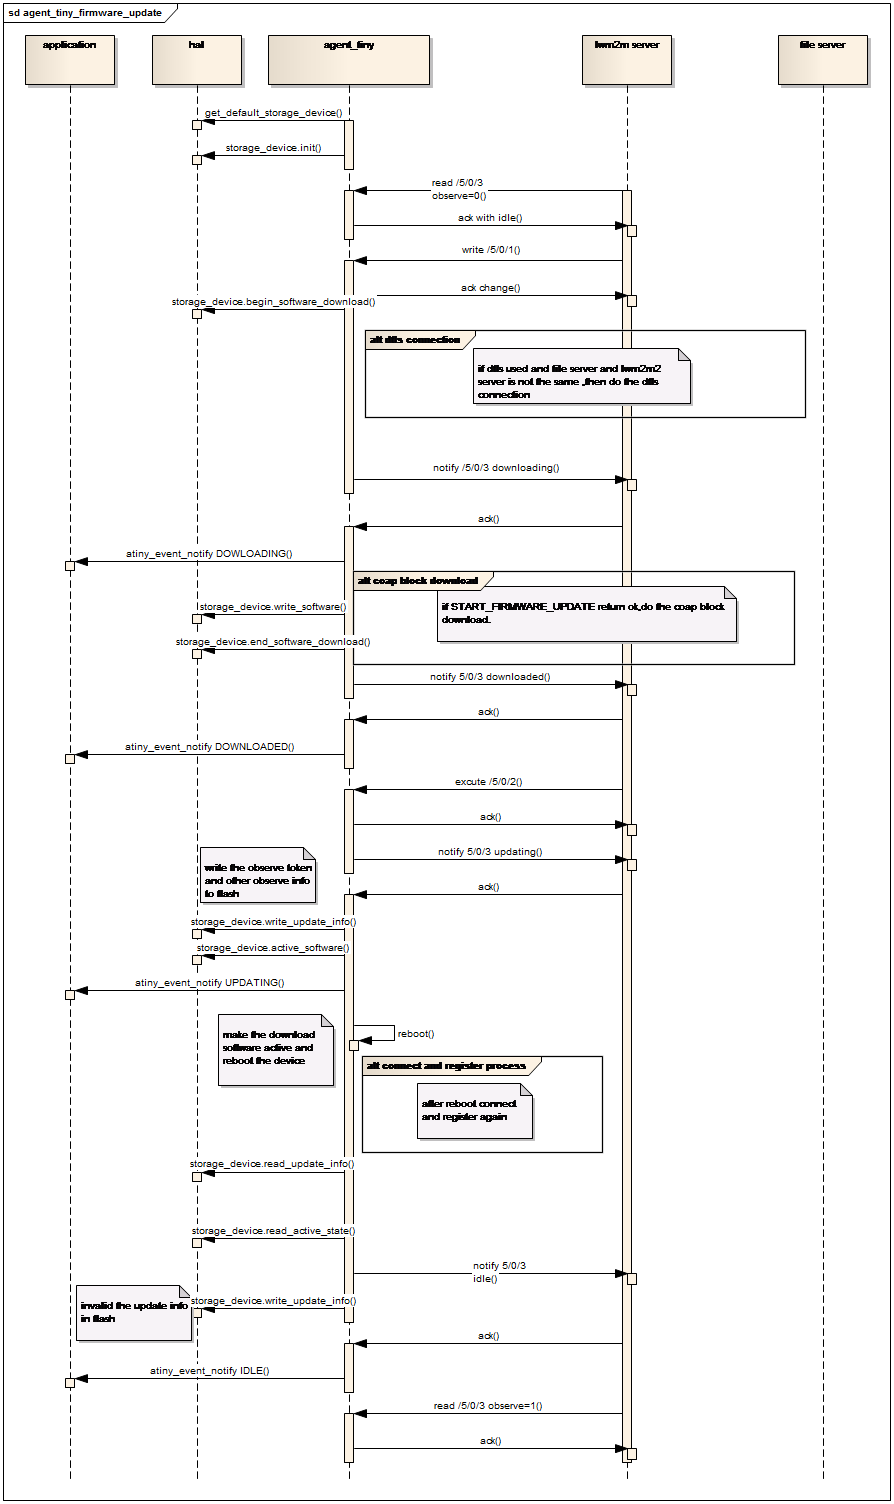 sd agent_tiny_firmware_update
application
hal
agent_tiny
lwm2m server
file server
get_default_storage_device()
storage_device.init()
read /5/0/3
observe=0()
ack with idle()
write /5/0/1()
ack change()
storage_device.begin_software_download()
alt dtls connection
if dtls used and file server and lwm2m2
server is not the same ,then do the dtls
connection
notify /5/0/3 downloading()
ack()
atiny_event_notify DOWLOADING()
alt coap block download
if START_FIRMWARE_UPDATE return ok,do the coap block
download.
storage_device.write_software()
storage_device.end_software_download()
notify 5/0/3 downloaded()
ack()
atiny_event_notify DOWNLOADED()
excute /5/0/2()
ack()
notify 5/0/3 updating()
write the observe token
and other observe info
to flash
ack()
storage_device.write_update_info()
storage_device.active_software()
atiny_event_notify UPDATING()
make the download
software active and
reboot the device
reboot()
alt connect and register process
after reboot connect
and register again
storage_device.read_update_info()
storage_device.read_active_state()
notify 5/0/3
idle()
invalid the update info
in flash
storage_device.write_update_info()
ack()
atiny_event_notify IDLE()
read /5/0/3 observe=1()
ack()